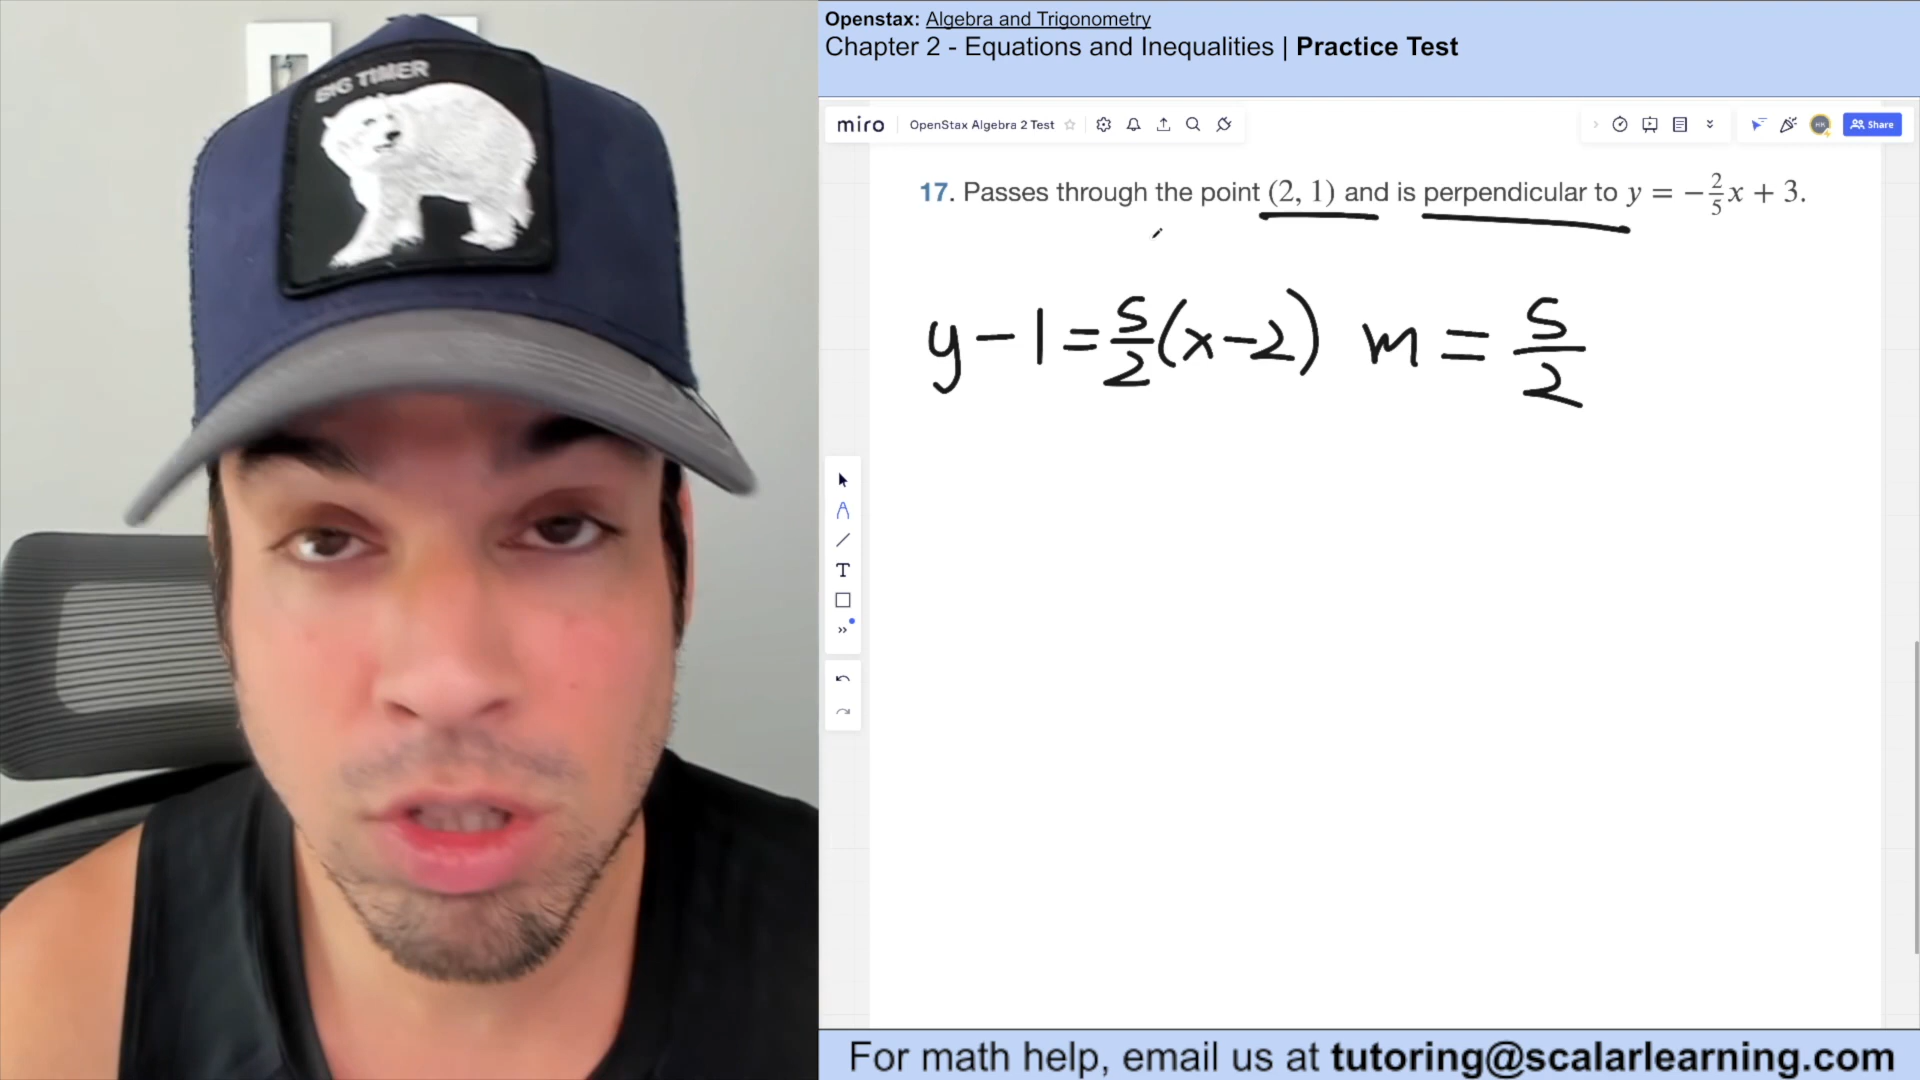 BIG TIMER
Openstax: Algebra and Trigonometry
Chapter 2 - Equations and Inequalities | Practice Test
miro OpenStax Algebra 2 Test
Share
17. Passes through the point (2, 1) and is perpendicular to y = −2/5x + 3.
y − 1 = 5/2(x − 2) m = 5/2
T
For math help, email us at tutoring@scalarlearning.com